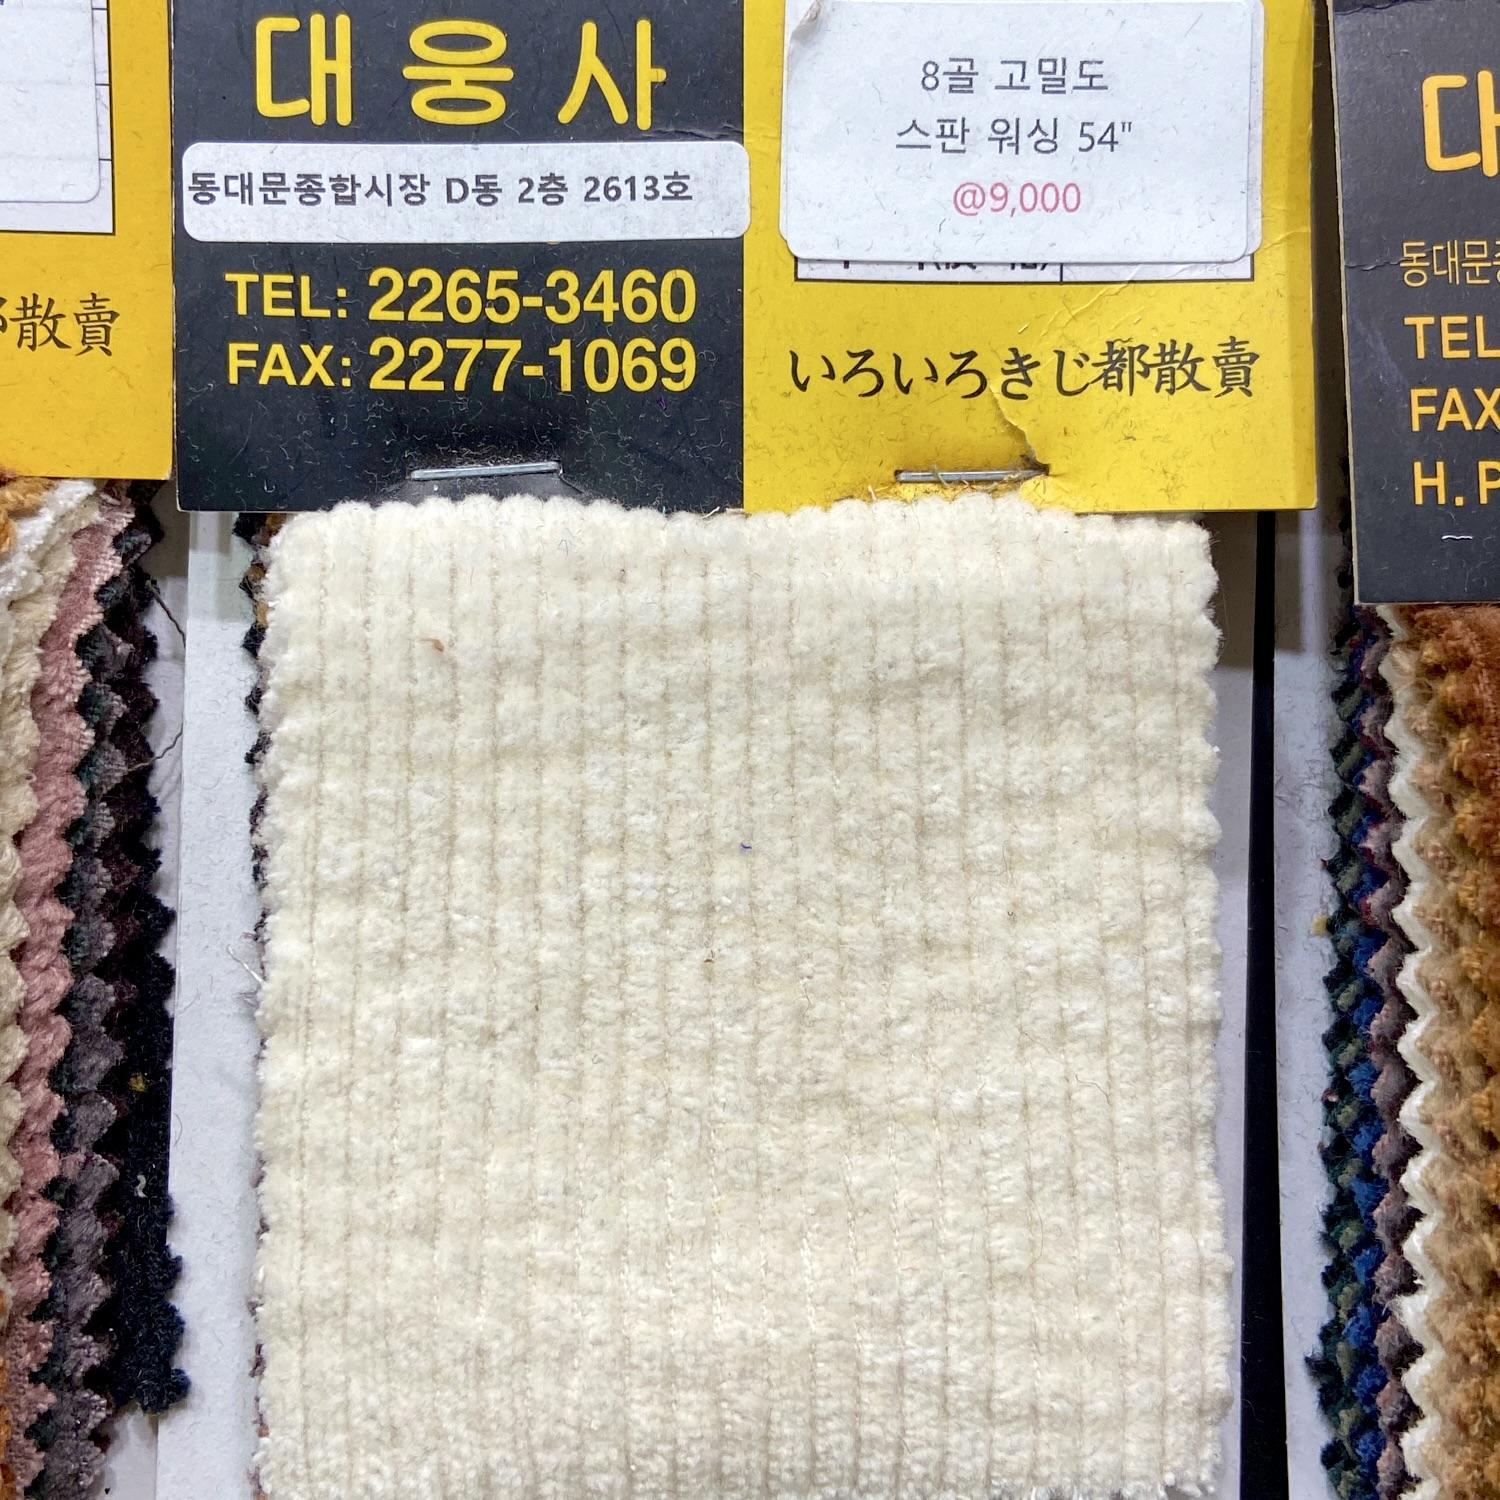 대웅사
동대문종합시장 D동 2층 2613호
TEL: 2265-3460
FAX: 2277-1069
8골 고밀도
스판 워싱 54"
@9,000
いろいろきじ都散賣
散賣
대
동대문
TEL
FAX
H.P